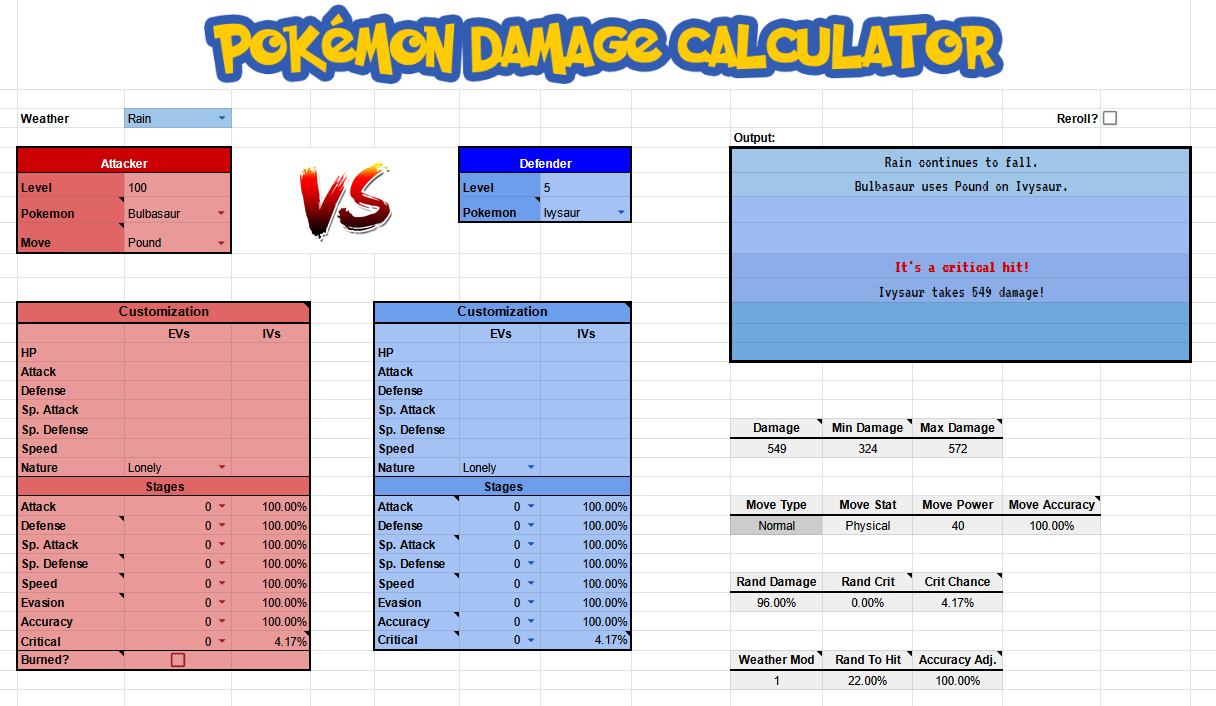 POKéMON DAMAGE CALCULATOR
Weather Rain
Reroll?
Output:
Attacker
Level 100
Pokemon Bulbasaur
Move Pound
VS
Defender
Level 5
Pokemon Ivysaur
Rain continues to fall.
Bulbasaur uses Pound on Ivysaur.
It's a critical hit!
Ivysaur takes 549 damage!
Customization
EVs IVs
HP
Attack
Defense
Sp. Attack
Sp. Defense
Speed
Nature Lonely
Stages
Attack 0 100.00%
Defense 0 100.00%
Sp. Attack 0 100.00%
Sp. Defense 0 100.00%
Speed 0 100.00%
Evasion 0 100.00%
Accuracy 0 100.00%
Critical 0 4.17%
Burned?
Customization
EVs IVs
HP
Attack
Defense
Sp. Attack
Sp. Defense
Speed
Nature Lonely
Stages
Attack 0 100.00%
Defense 0 100.00%
Sp. Attack 0 100.00%
Sp. Defense 0 100.00%
Speed 0 100.00%
Evasion 0 100.00%
Accuracy 0 100.00%
Critical 0 4.17%
Damage Min Damage Max Damage
549 324 572
Move Type Move Stat Move Power Move Accuracy
Normal Physical 40 100.00%
Rand Damage Rand Crit Crit Chance
96.00% 0.00% 4.17%
Weather Mod Rand To Hit Accuracy Adj.
1 22.00% 100.00%